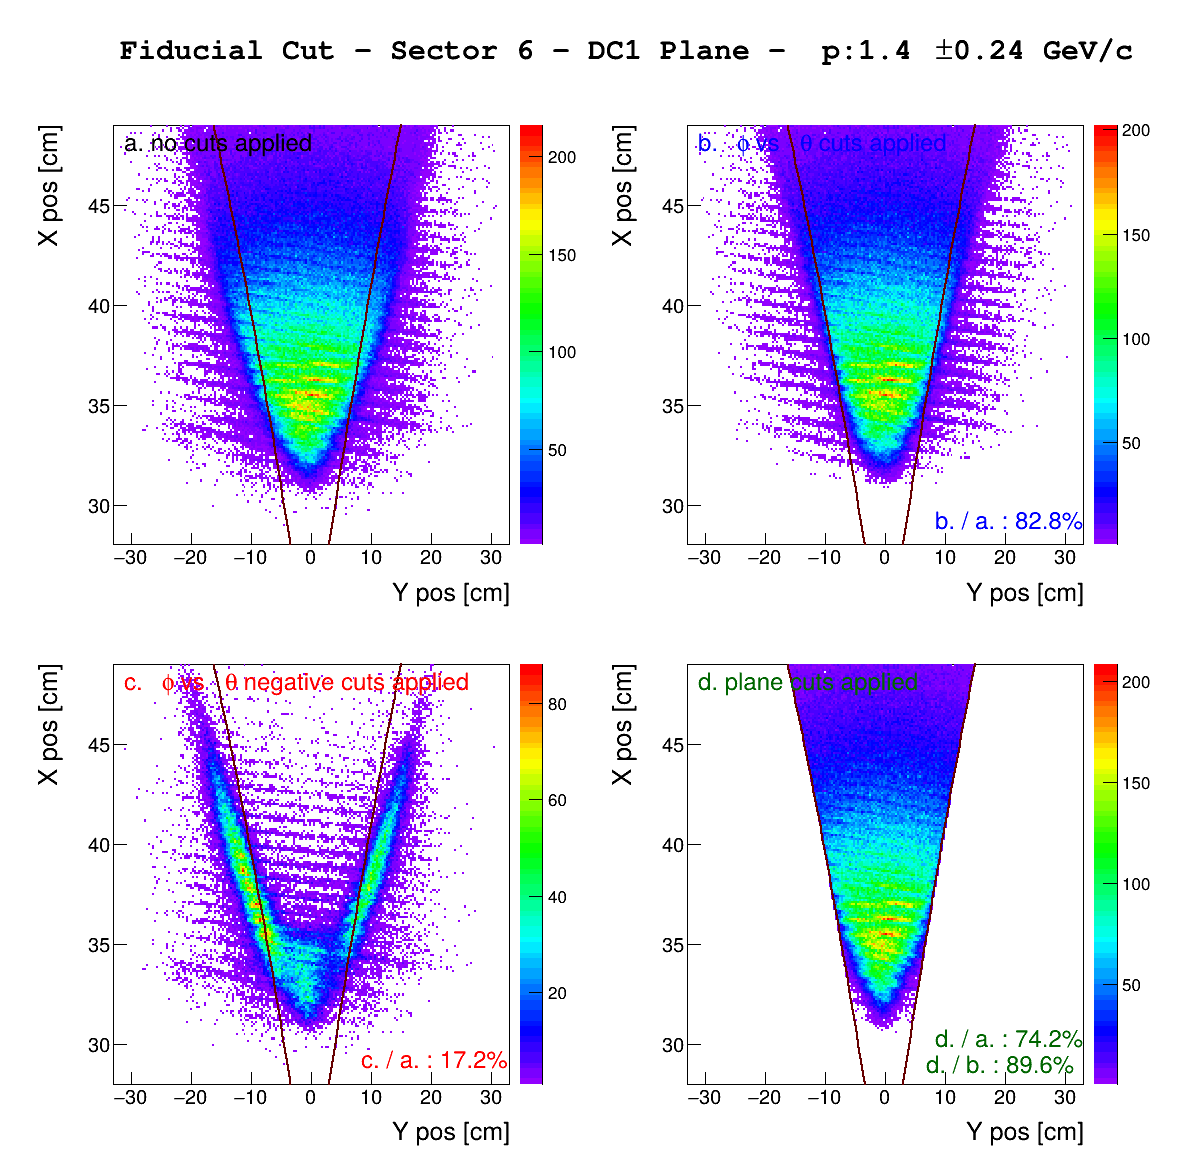 Fiducial Cut – Sector 6 – DC1 Plane – p:1.4 ±0.24 GeV/c
a. no cuts applied
X pos [cm]
45
40
35
30
−30 −20 −10 0 10 20 30
Y pos [cm]
200
150
100
50
b. ϕ vs. θ cuts applied
X pos [cm]
45
40
35
30
b. / a. : 82.8%
−30 −20 −10 0 10 20 30
Y pos [cm]
200
150
100
50
c. ϕ vs. θ negative cuts applied
X pos [cm]
45
40
35
30
c. / a. : 17.2%
−30 −20 −10 0 10 20 30
Y pos [cm]
80
60
40
20
d. plane cuts applied
X pos [cm]
45
40
35
30
d. / a. : 74.2%
d. / b. : 89.6%
−30 −20 −10 0 10 20 30
Y pos [cm]
200
150
100
50